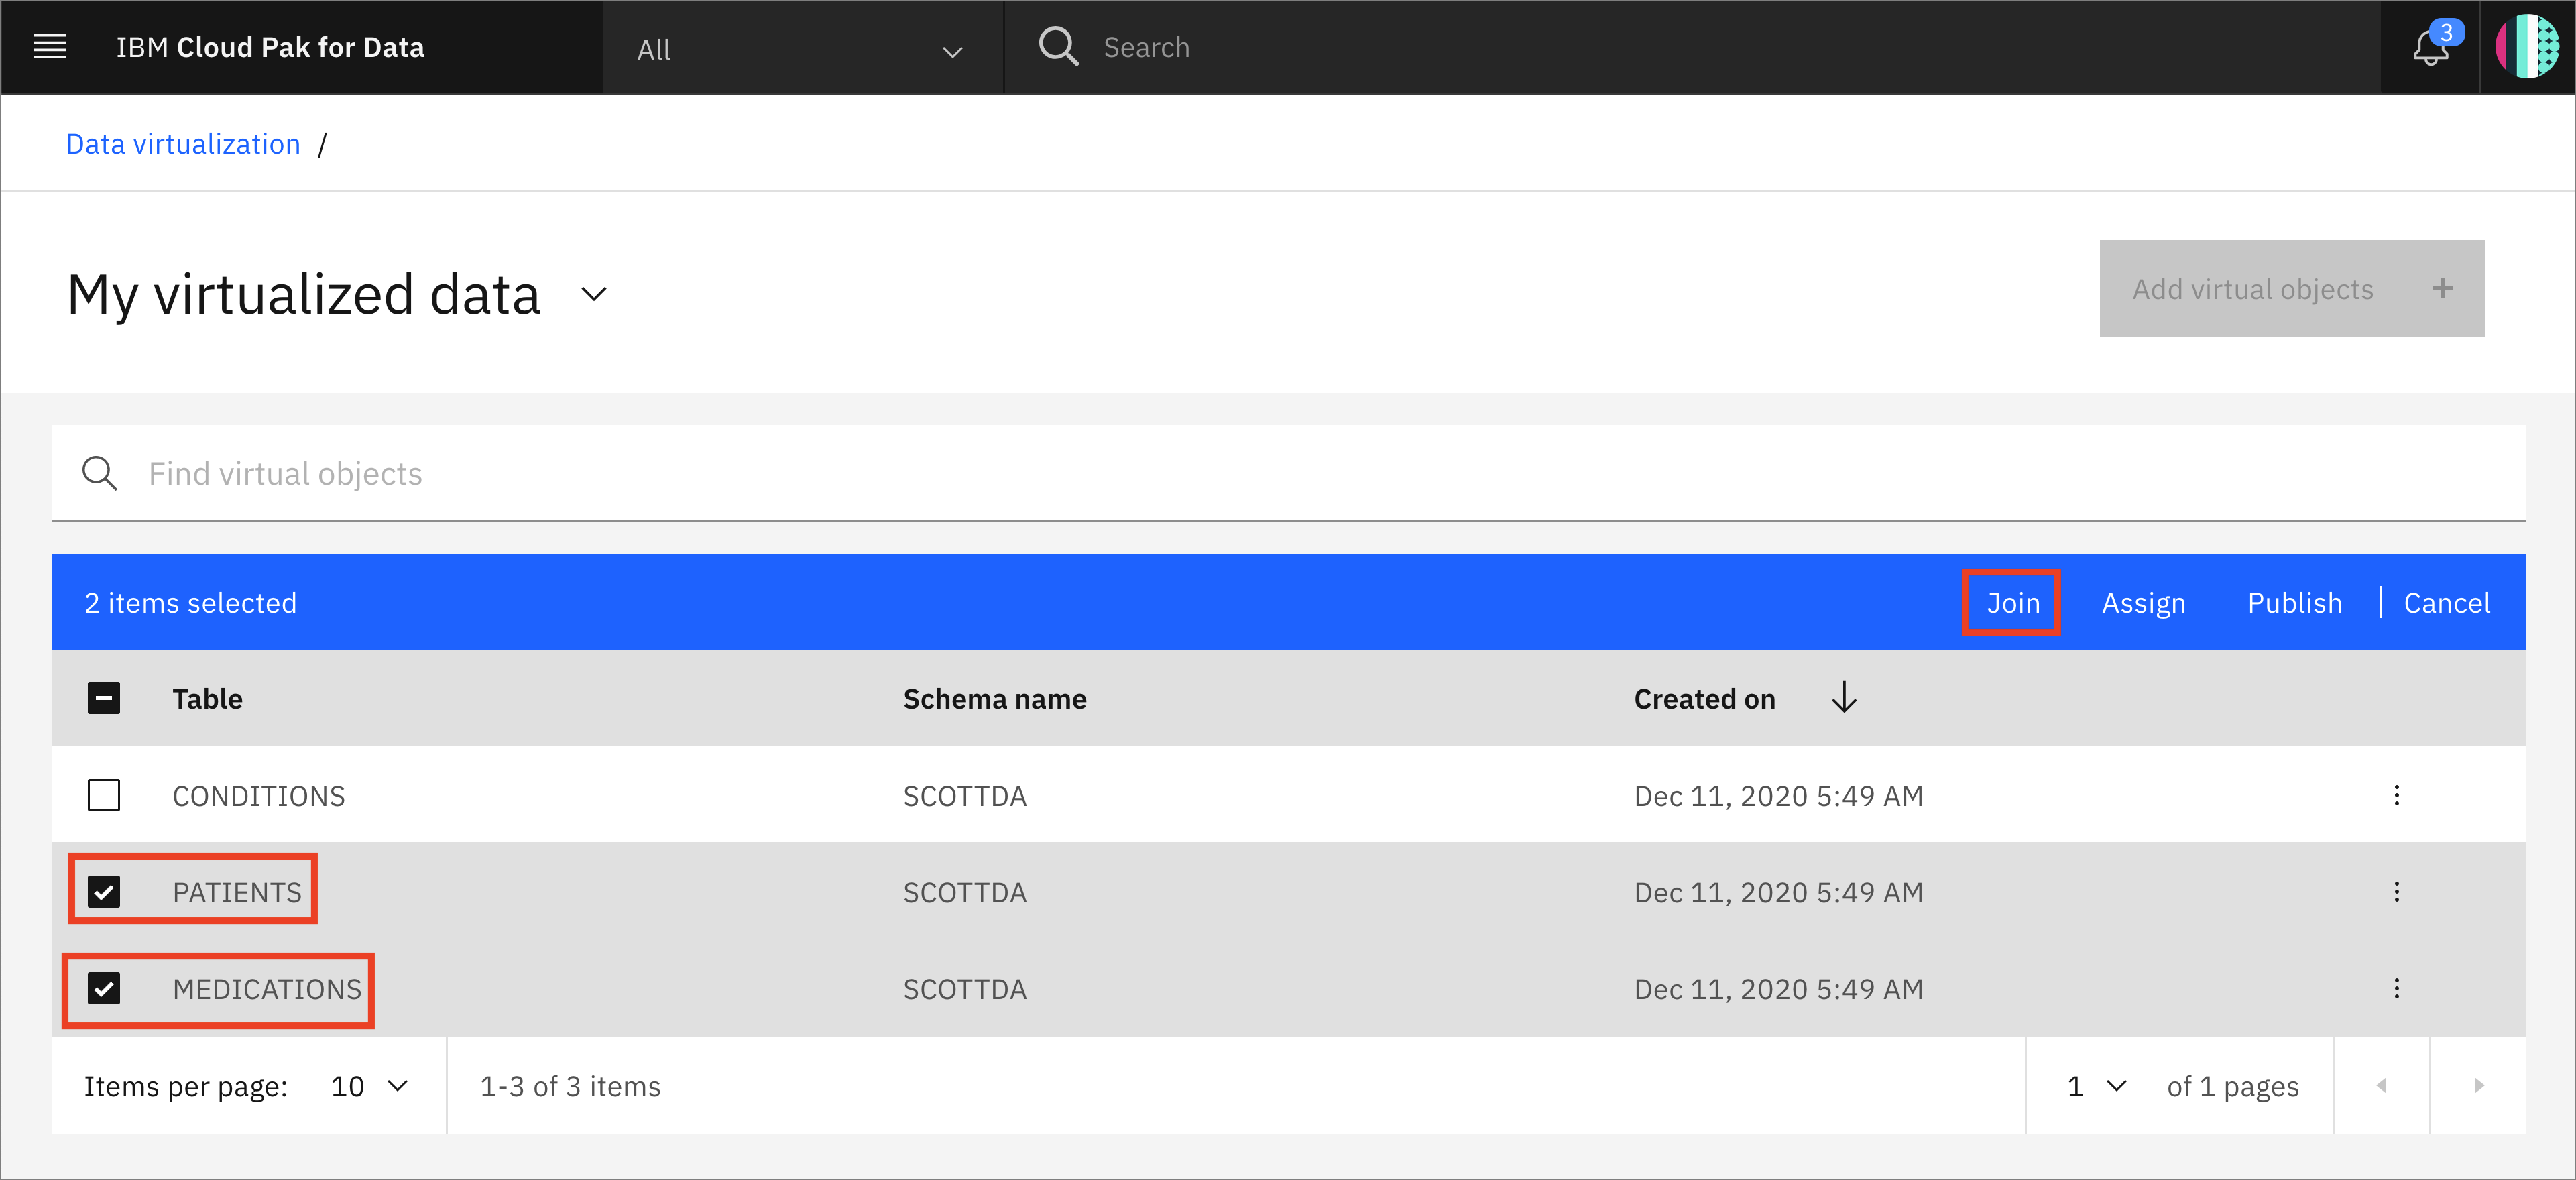 IBM Cloud Pak for Data
All
Search
3
Data virtualization /
My virtualized data
Add virtual objects +
Find virtual objects
2 items selected
Join Assign Publish | Cancel
Table Schema name Created on
CONDITIONS SCOTTDA Dec 11, 2020 5:49 AM
PATIENTS SCOTTDA Dec 11, 2020 5:49 AM
MEDICATIONS SCOTTDA Dec 11, 2020 5:49 AM
Items per page: 10 1-3 of 3 items 1 of 1 pages